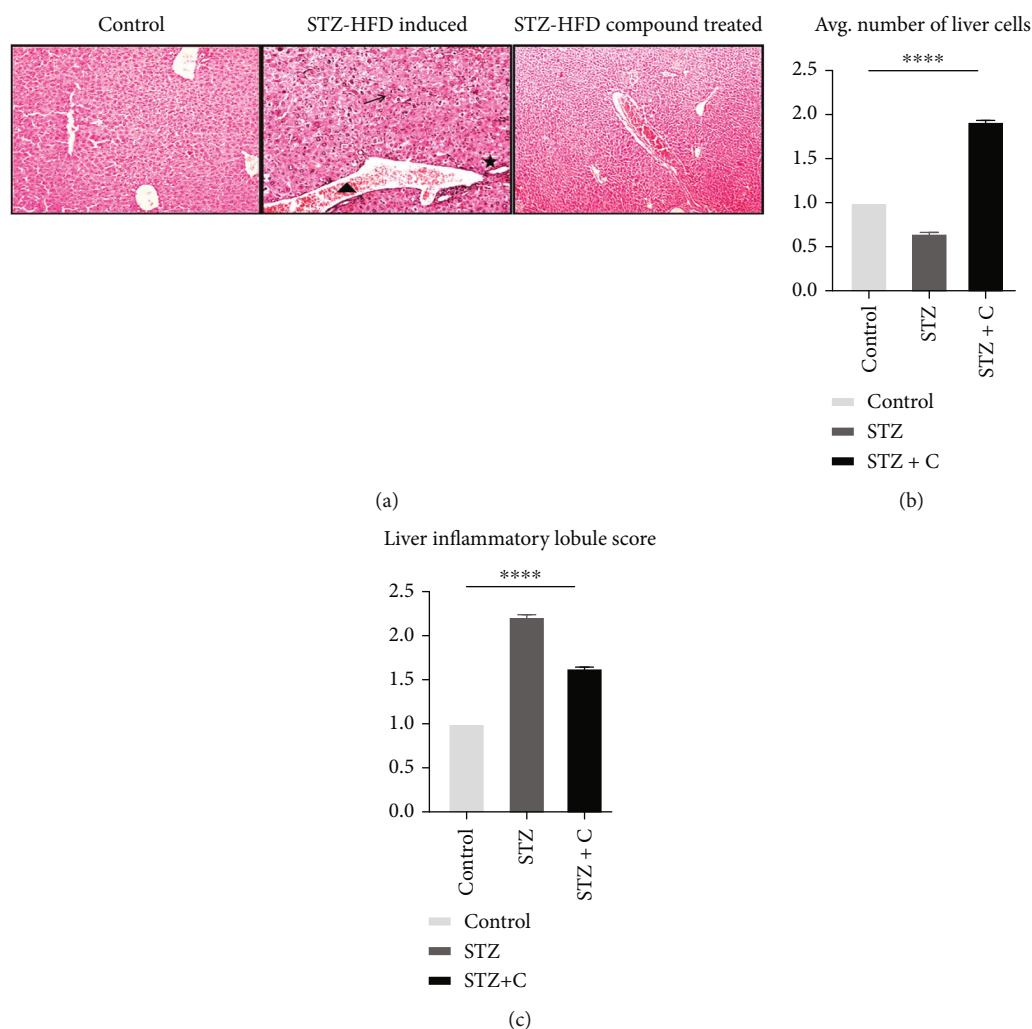 Control
STZ-HFD induced
STZ-HFD compound treated
(a)
Avg. number of liver cells
****
2.5
2.0
1.5
1.0
0.5
0.0
Control
STZ
STZ + C
Control
STZ
STZ + C
(b)
Liver inflammatory lobule score
****
2.5
2.0
1.5
1.0
0.5
0.0
Control
STZ
STZ + C
Control
STZ
STZ+C
(c)